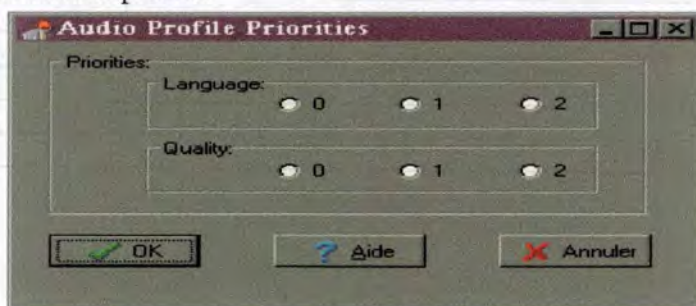 Audio Profile Priorities
Priorities:
Language:
0 1 2
Quality:
0 1 2
OK Aide Annuler